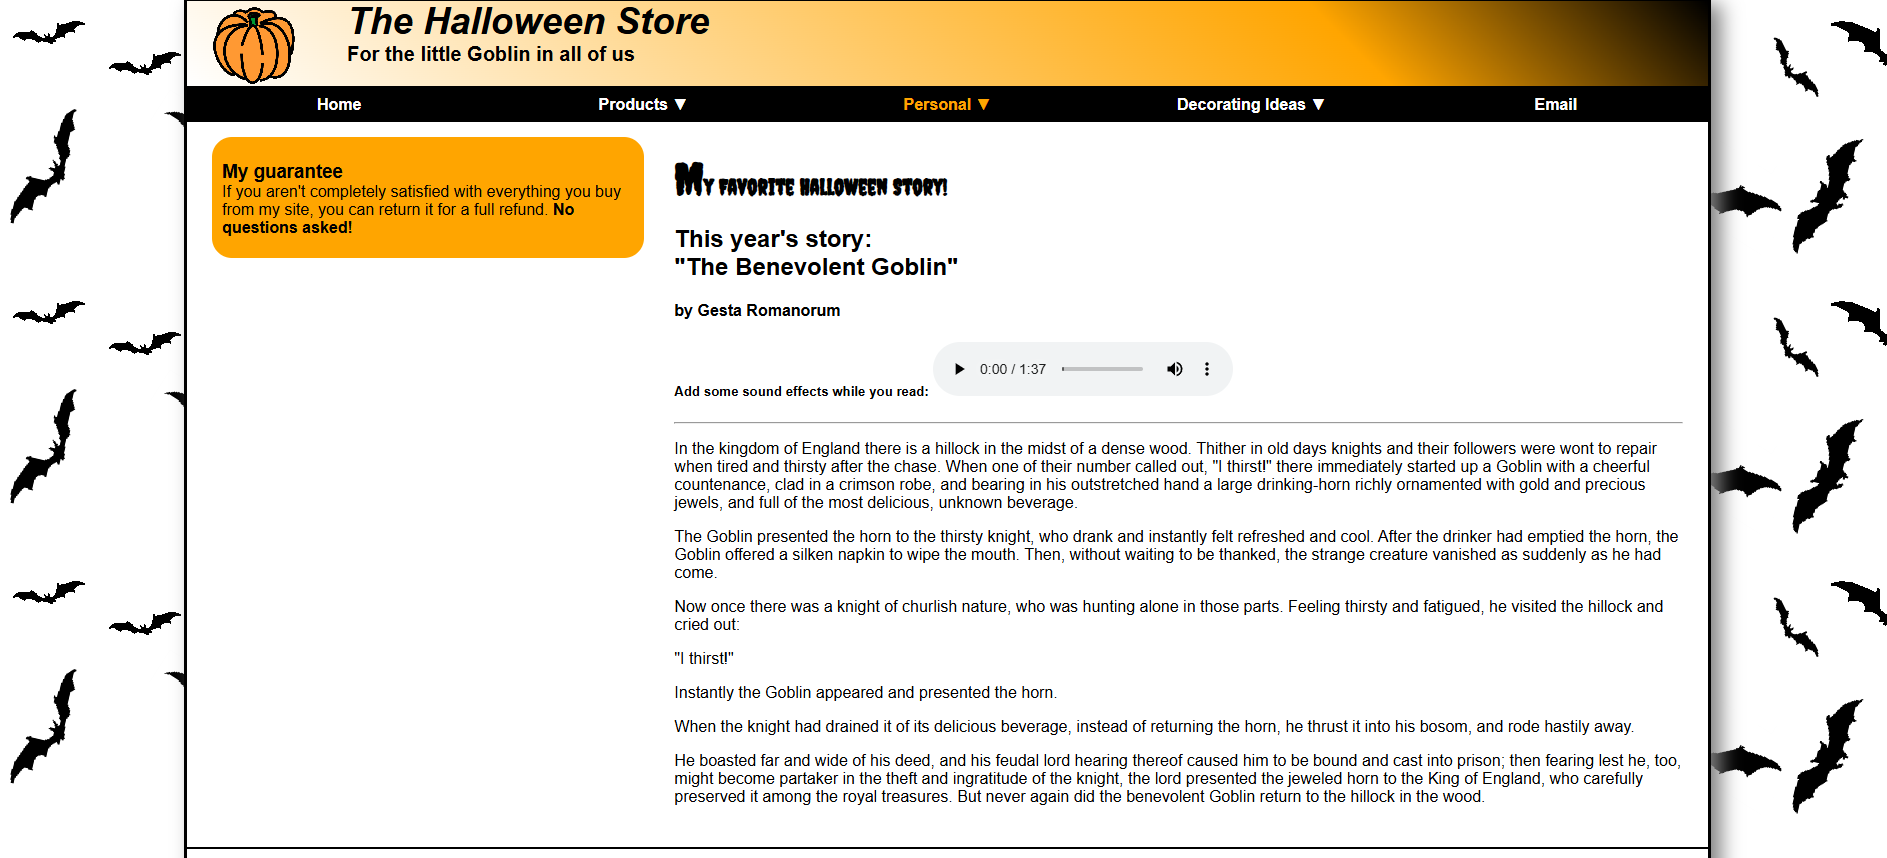 The Halloween Store
For the little Goblin in all of us
Home Products ▼ Personal ▼ Decorating Ideas ▼ Email
My guarantee
If you aren't completely satisfied with everything you buy
from my site, you can return it for a full refund. No
questions asked!
My favorite Halloween story!
This year's story:
"The Benevolent Goblin"
by Gesta Romanorum
0:00 / 1:37
Add some sound effects while you read:
In the kingdom of England there is a hillock in the midst of a dense wood. Thither in old days knights and their followers were wont to repair
when tired and thirsty after the chase. When one of their number called out, "I thirst!" there immediately started up a Goblin with a cheerful
countenance, clad in a crimson robe, and bearing in his outstretched hand a large drinking-horn richly ornamented with gold and precious
jewels, and full of the most delicious, unknown beverage.
The Goblin presented the horn to the thirsty knight, who drank and instantly felt refreshed and cool. After the drinker had emptied the horn, the
Goblin offered a silken napkin to wipe the mouth. Then, without waiting to be thanked, the strange creature vanished as suddenly as he had
come.
Now once there was a knight of churlish nature, who was hunting alone in those parts. Feeling thirsty and fatigued, he visited the hillock and
cried out:
"I thirst!"
Instantly the Goblin appeared and presented the horn.
When the knight had drained it of its delicious beverage, instead of returning the horn, he thrust it into his bosom, and rode hastily away.
He boasted far and wide of his deed, and his feudal lord hearing thereof caused him to be bound and cast into prison; then fearing lest he, too,
might become partaker in the theft and ingratitude of the knight, the lord presented the jeweled horn to the King of England, who carefully
preserved it among the royal treasures. But never again did the benevolent Goblin return to the hillock in the wood.